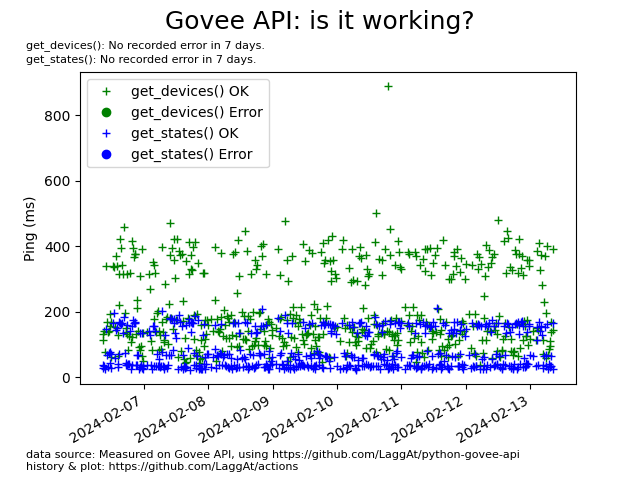 Govee API: is it working?
get_devices(): No recorded error in 7 days.
get_states(): No recorded error in 7 days.
get_devices() OK
get_devices() Error
get_states() OK
get_states() Error
Ping (ms)
800
600
400
200
0
2024-02-07
2024-02-08
2024-02-09
2024-02-10
2024-02-11
2024-02-12
2024-02-13
data source: Measured on Govee API, using https://github.com/LaggAt/python-govee-api
history & plot: https://github.com/LaggAt/actions